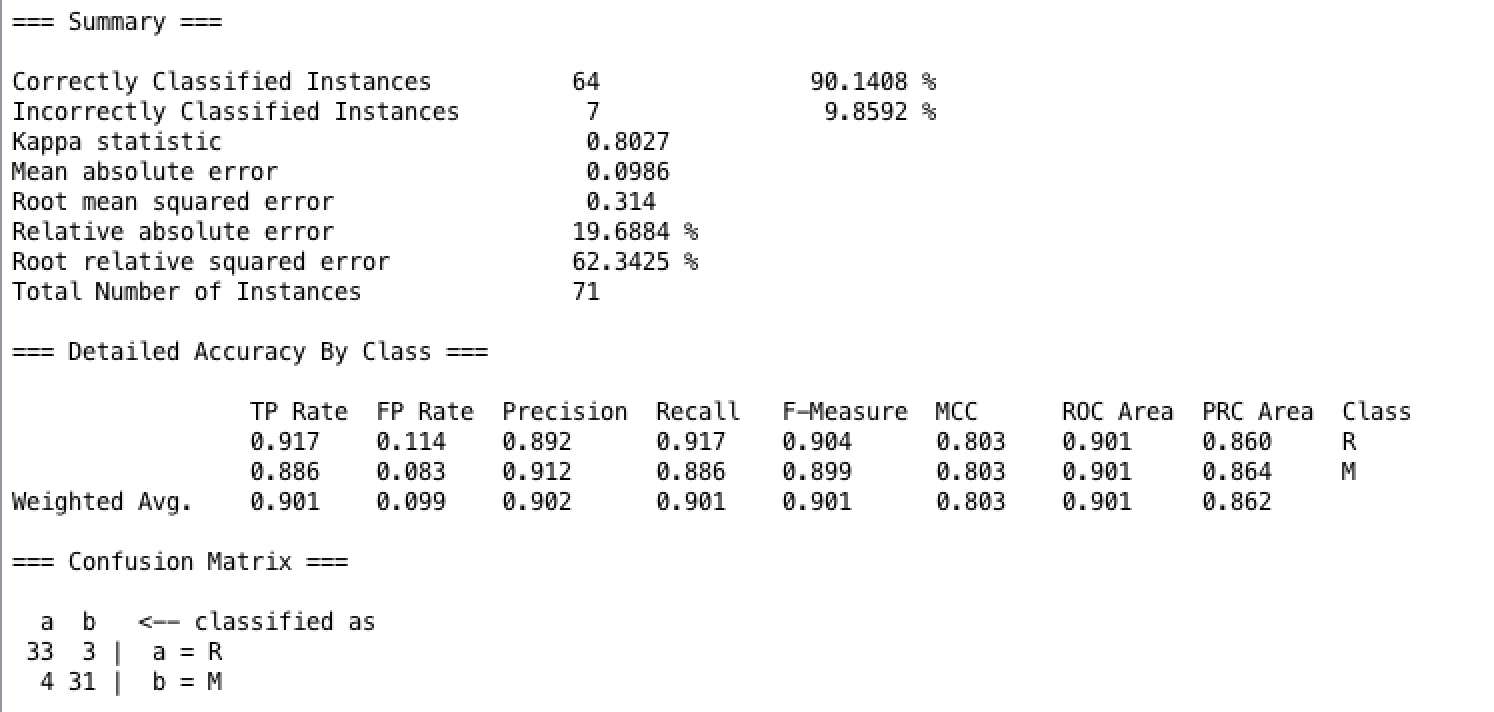 === Summary ===
Correctly Classified Instances 64 90.1408 %
Incorrectly Classified Instances 7 9.8592 %
Kappa statistic 0.8027
Mean absolute error 0.0986
Root mean squared error 0.314
Relative absolute error 19.6884 %
Root relative squared error 62.3425 %
Total Number of Instances 71
=== Detailed Accuracy By Class ===
TP Rate FP Rate Precision Recall F-Measure MCC ROC Area PRC Area Class
0.917 0.114 0.892 0.917 0.904 0.803 0.901 0.860 R
0.886 0.083 0.912 0.886 0.899 0.803 0.901 0.864 M
Weighted Avg. 0.901 0.099 0.902 0.901 0.901 0.803 0.901 0.862
=== Confusion Matrix ===
a b <-- classified as
33 3 | a = R
4 31 | b = M